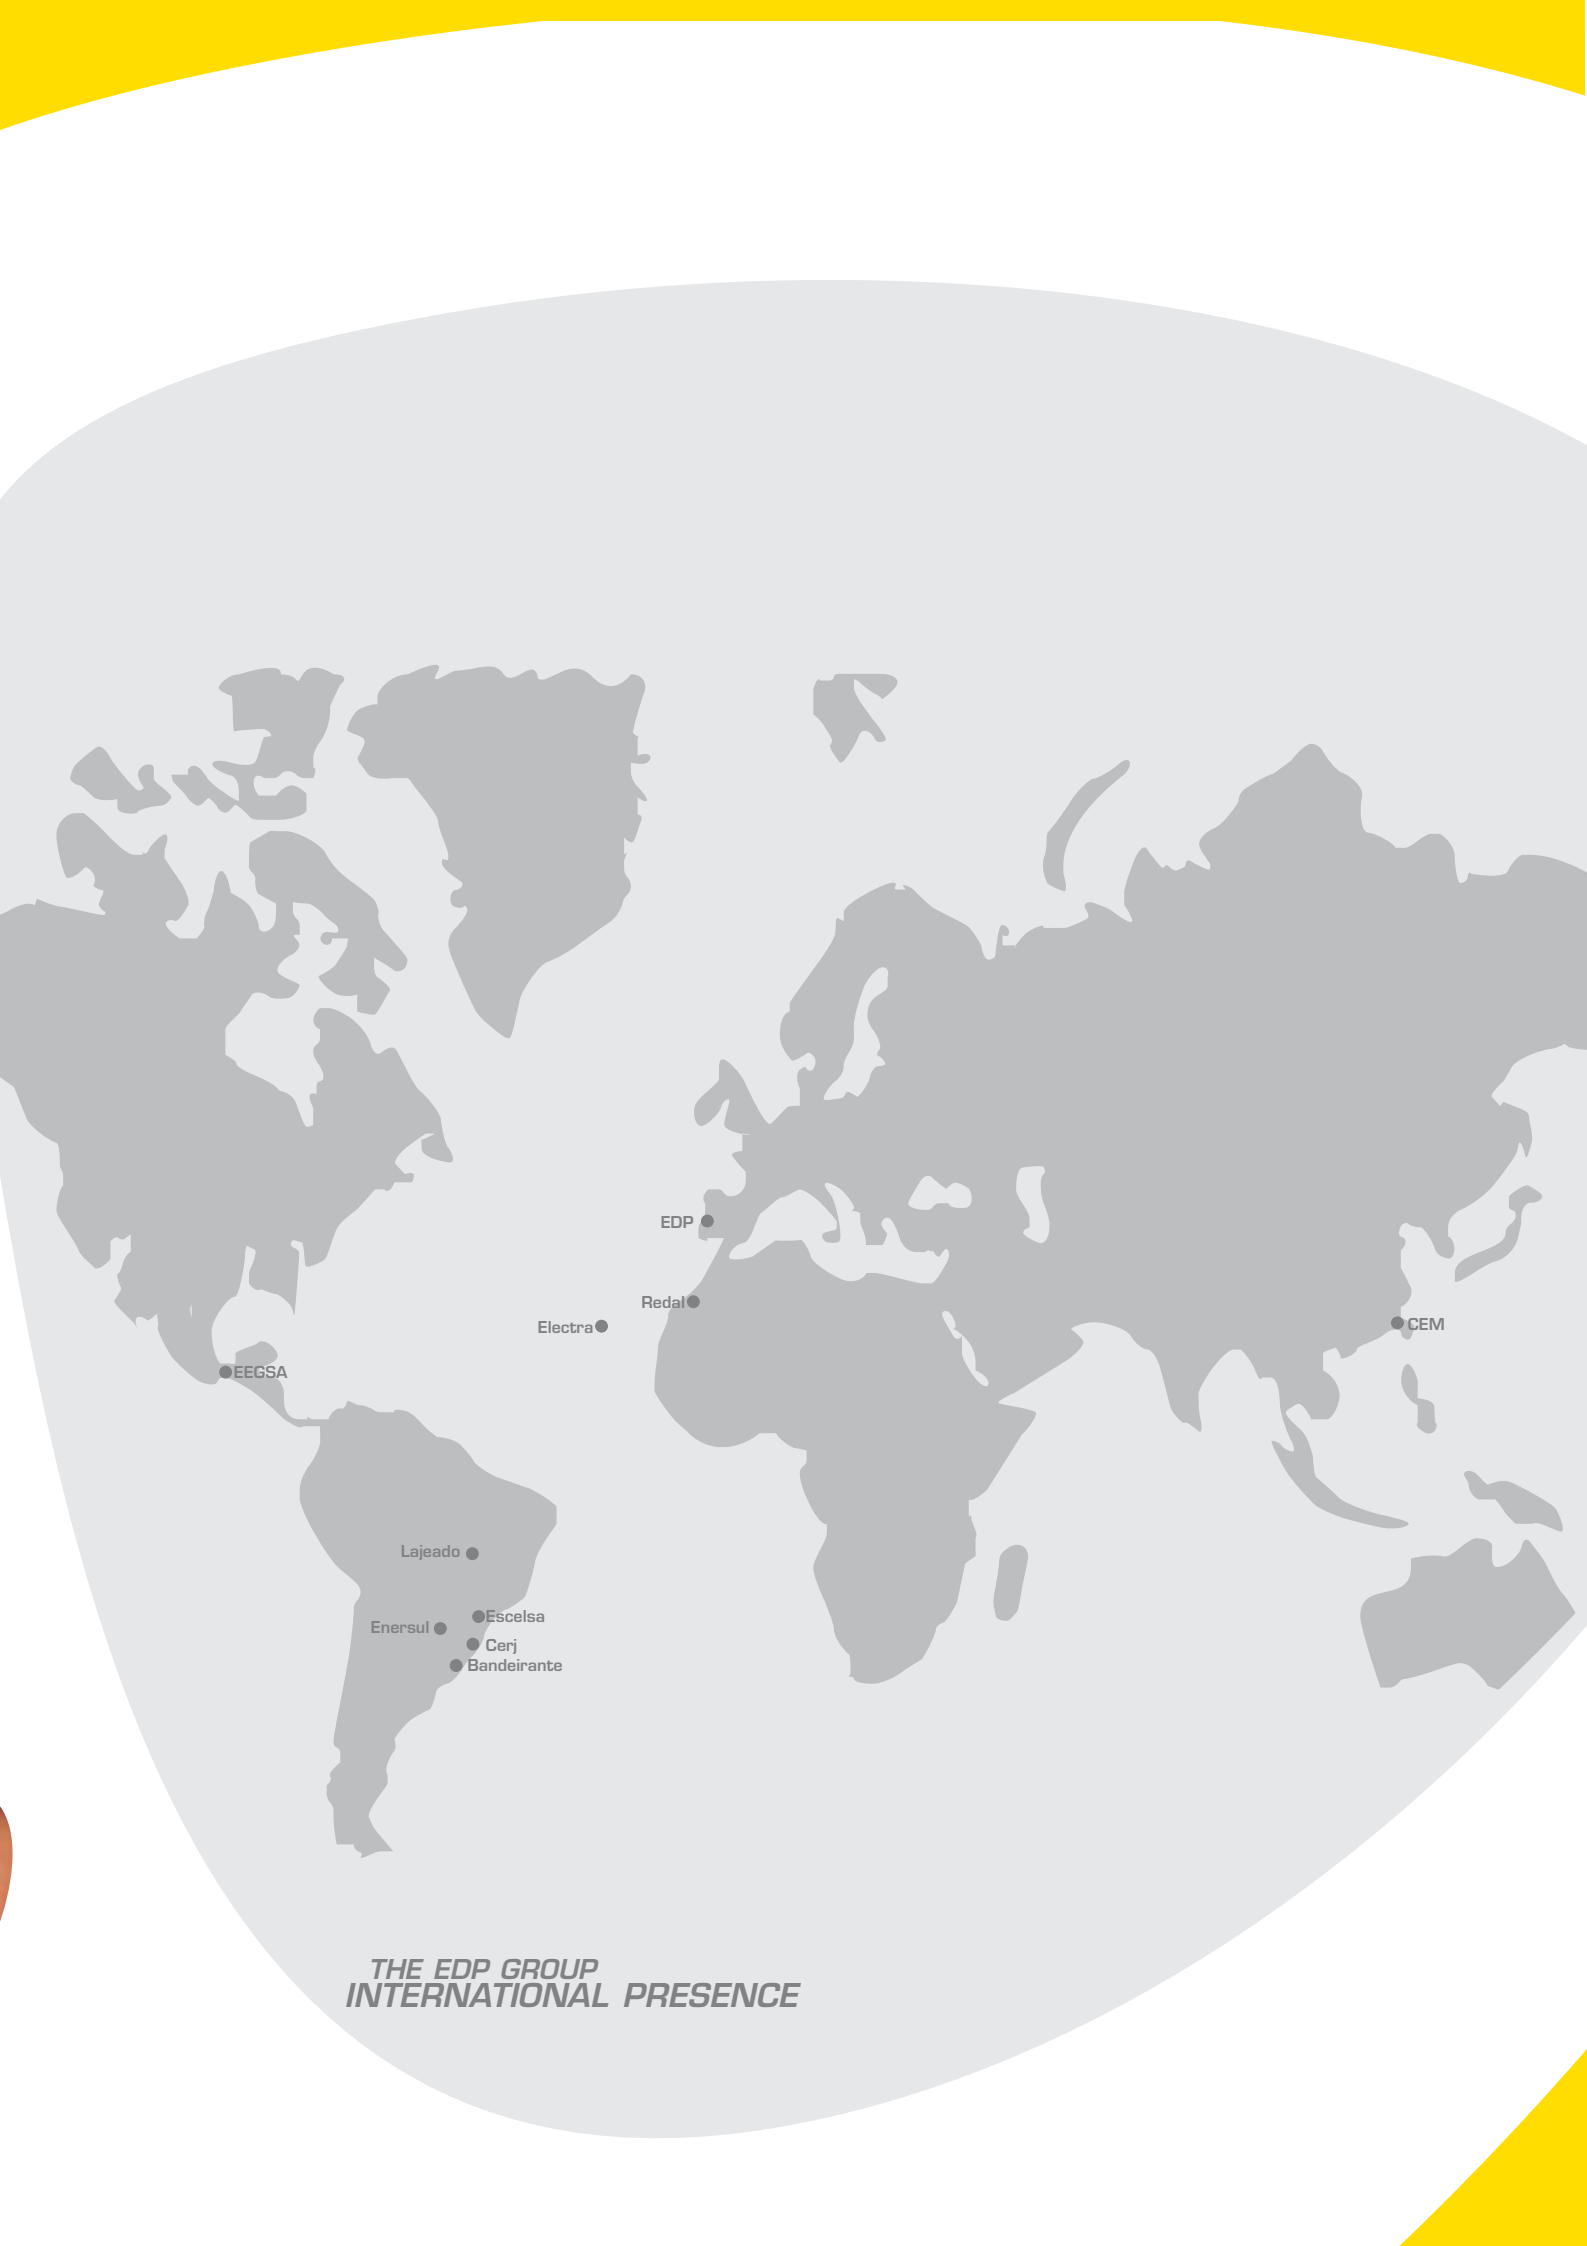 EDP
Redal
Electra
CEM
EEGSA
Lajeado
Escelsa
Enersul
Cerj
Bandeirante
THE EDP GROUP
INTERNATIONAL PRESENCE